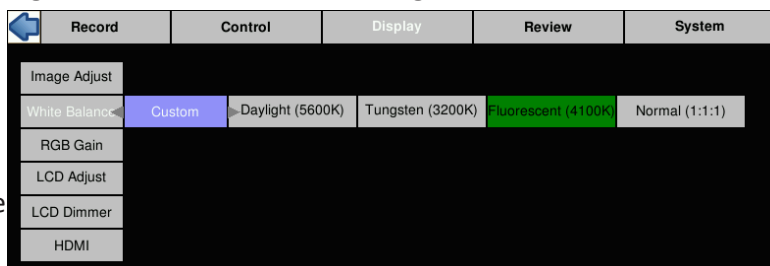 Record Control Display Review System
Image Adjust
White Balance Custom Daylight (5600K) Tungsten (3200K) Fluorescent (4100K) Normal (1:1:1)
RGB Gain
LCD Adjust
e
LCD Dimmer
HDMI